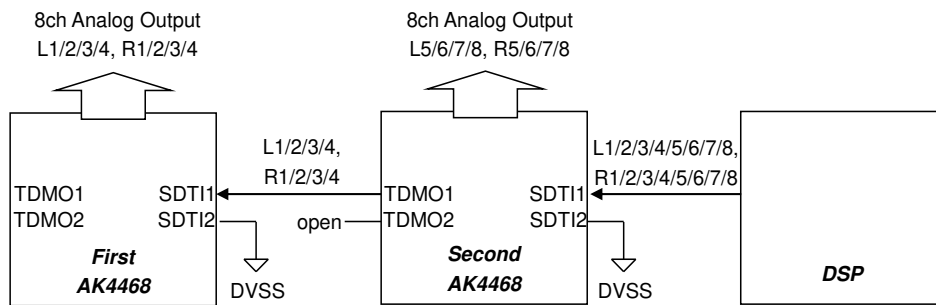 8ch Analog Output
L1/2/3/4, R1/2/3/4
8ch Analog Output
L5/6/7/8, R5/6/7/8
L1/2/3/4,
R1/2/3/4
L1/2/3/4/5/6/7/8,
R1/2/3/4/5/6/7/8
TDMO1
SDTI1
TDMO2
SDTI2
First
AK4468
DVSS
open
TDMO1
SDTI1
TDMO2
SDTI2
Second
AK4468
DVSS
DSP